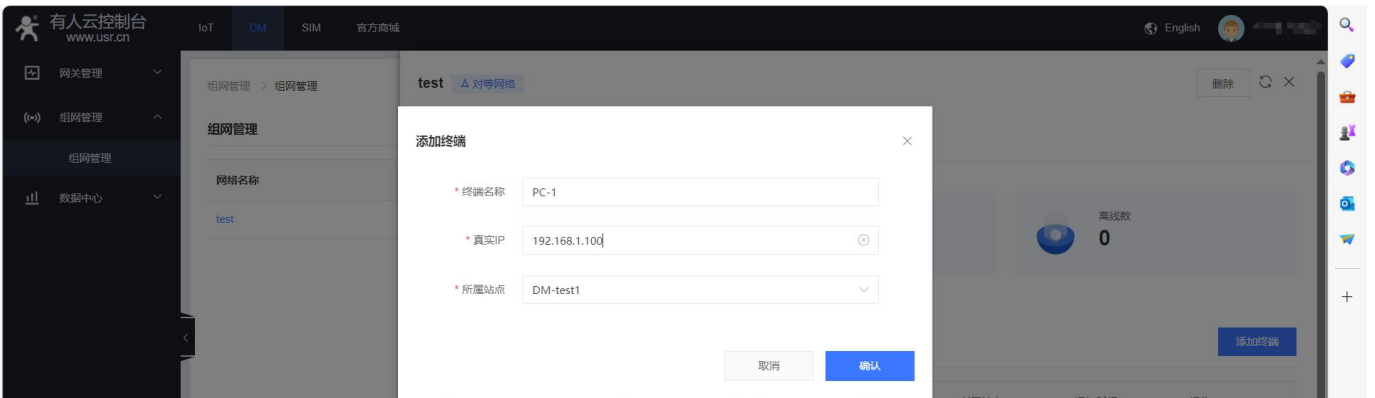 有人云控制台
www.usr.cn
IoT DM SIM 官方商城
English
网关管理
组网管理
组网管理
数据中心
组网管理 > 组网管理
组网管理
网络名称
test
test 对等网络
删除
添加终端
* 终端名称 PC-1
* 真实IP 192.168.1.100
* 所属站点 DM-test1
取消 确认
离线数
0
添加终端